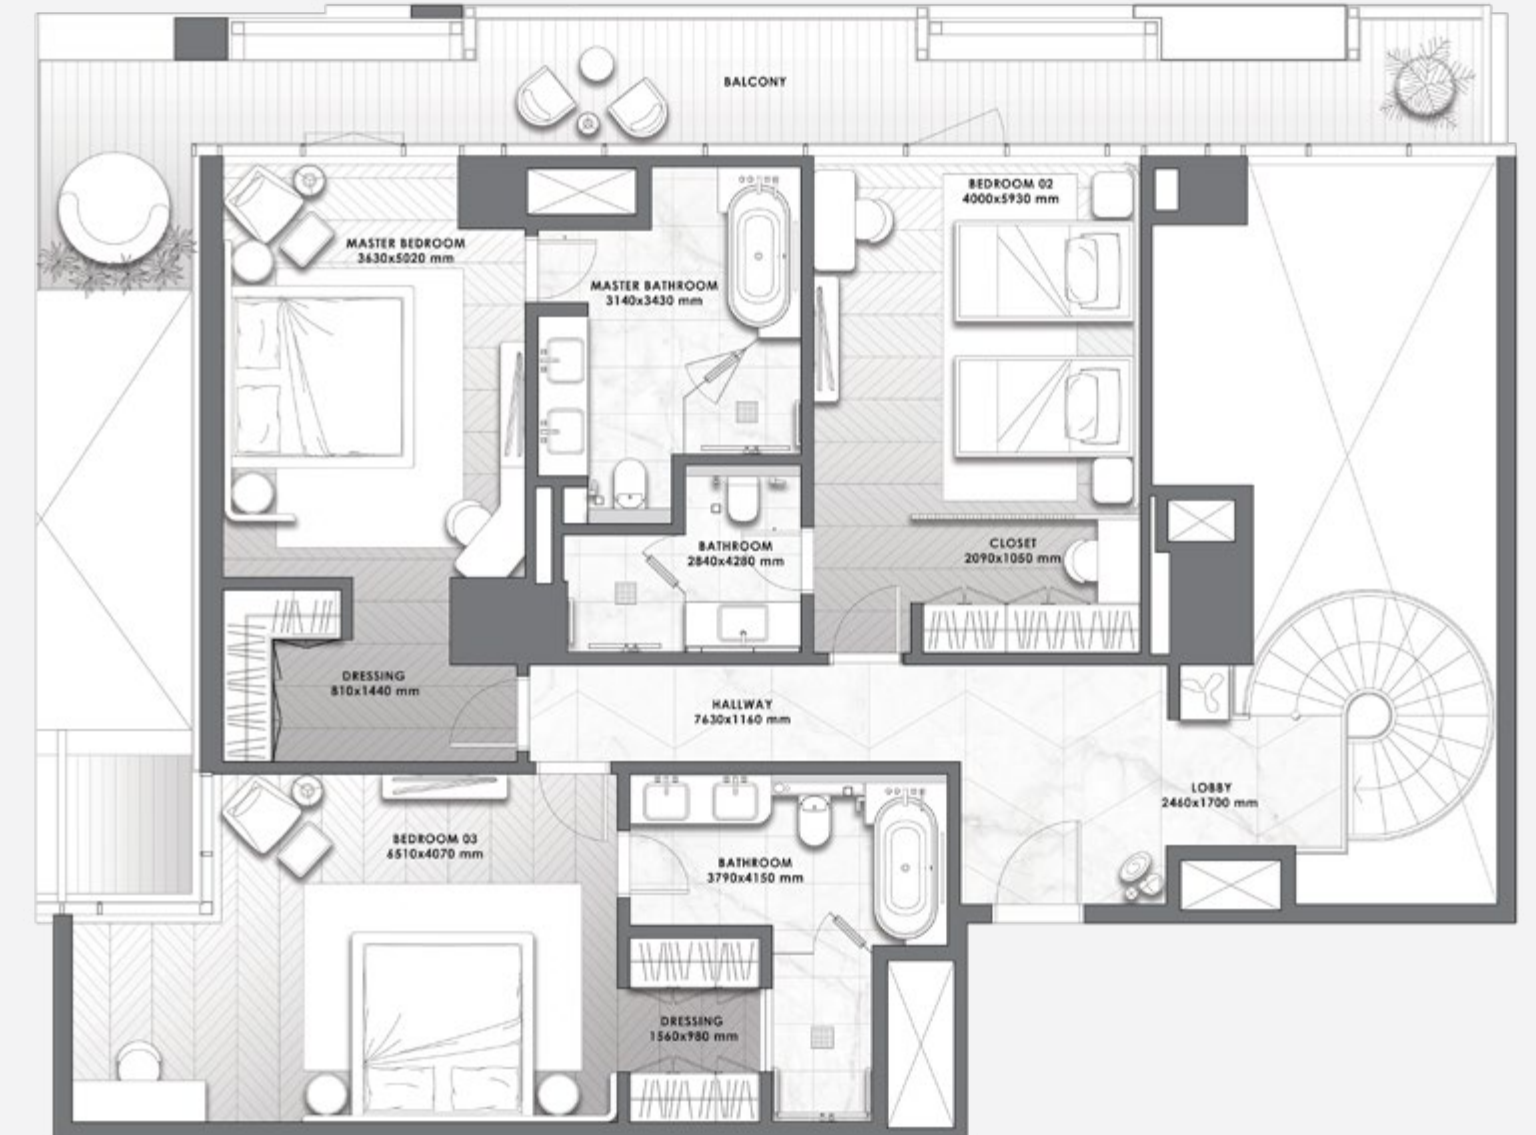 BALCONY
BEDROOM 02
4000x5930 mm
MASTER BEDROOM
3630x5020 mm
MASTER BATHROOM
3140x3430 mm
BATHROOM
2840x4280 mm
CLOSET
2090x1050 mm
DRESSING
810x1440 mm
HALLWAY
7630x1160 mm
LOBBY
2460x1700 mm
BEDROOM 03
6510x4070 mm
BATHROOM
3790x4150 mm
DRESSING
1560x980 mm